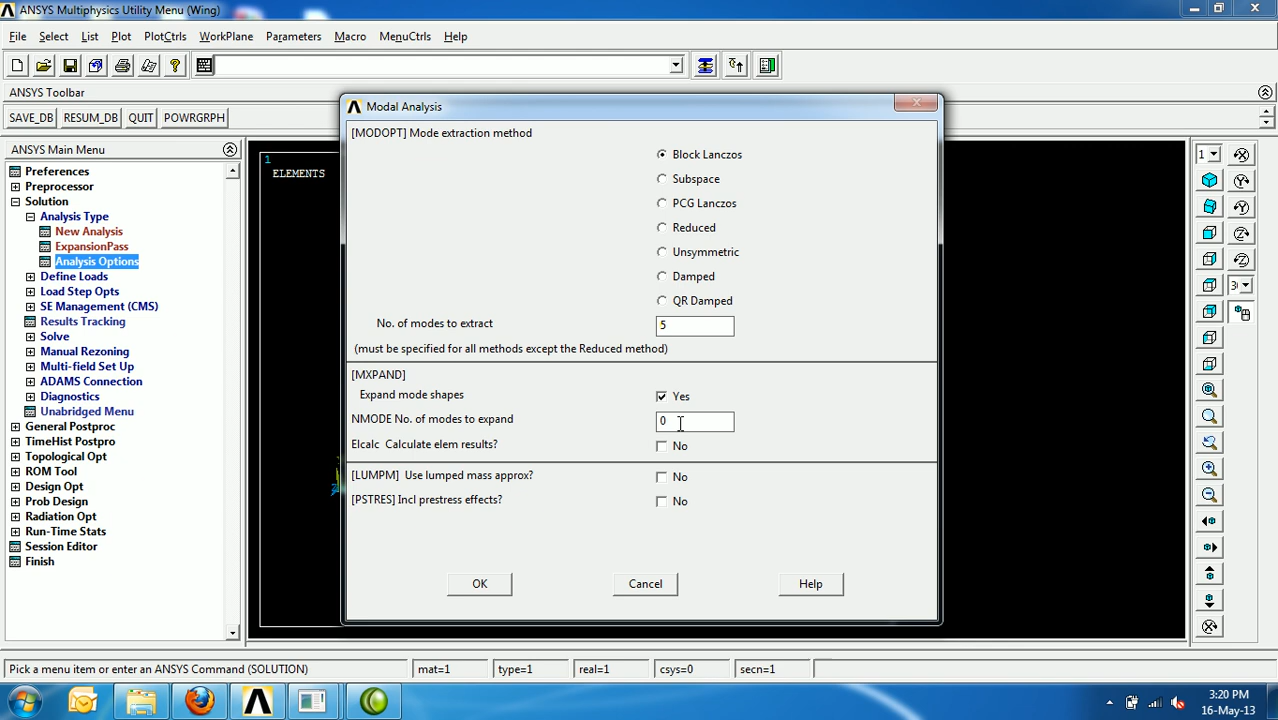 ANSYS Multiphysics Utility Menu (Wing)
File Select List Plot PlotCtrls WorkPlane Parameters Macro MenuCtrls Help
ANSYS Toolbar
SAVE_DB RESUM_DB QUIT POWRGRPH
ANSYS Main Menu
Preferences
Preprocessor
Solution
Analysis Type
New Analysis
ExpansionPass
Analysis Options
Define Loads
Load Step Opts
SE Management (CMS)
Results Tracking
Solve
Manual Rezoning
Multi-field Set Up
ADAMS Connection
Diagnostics
Unabridged Menu
General Postproc
TimeHist Postpro
Topological Opt
ROM Tool
Design Opt
Prob Design
Radiation Opt
Run-Time Stats
Session Editor
Finish
1
ELEMENTS
Modal Analysis
[MODOPT] Mode extraction method
Block Lanczos
Subspace
PCG Lanczos
Reduced
Unsymmetric
Damped
QR Damped
No. of modes to extract 5
(must be specified for all methods except the Reduced method)
[MXPAND]
Expand mode shapes Yes
NMODE No. of modes to expand 0
Elcalc Calculate elem results? No
[LUMPM] Use lumped mass approx? No
[PSTRES] Incl prestress effects? No
OK Cancel Help
1
Pick a menu item or enter an ANSYS Command (SOLUTION) mat=1 type=1 real=1 csys=0 secn=1
3:20 PM
16-May-13